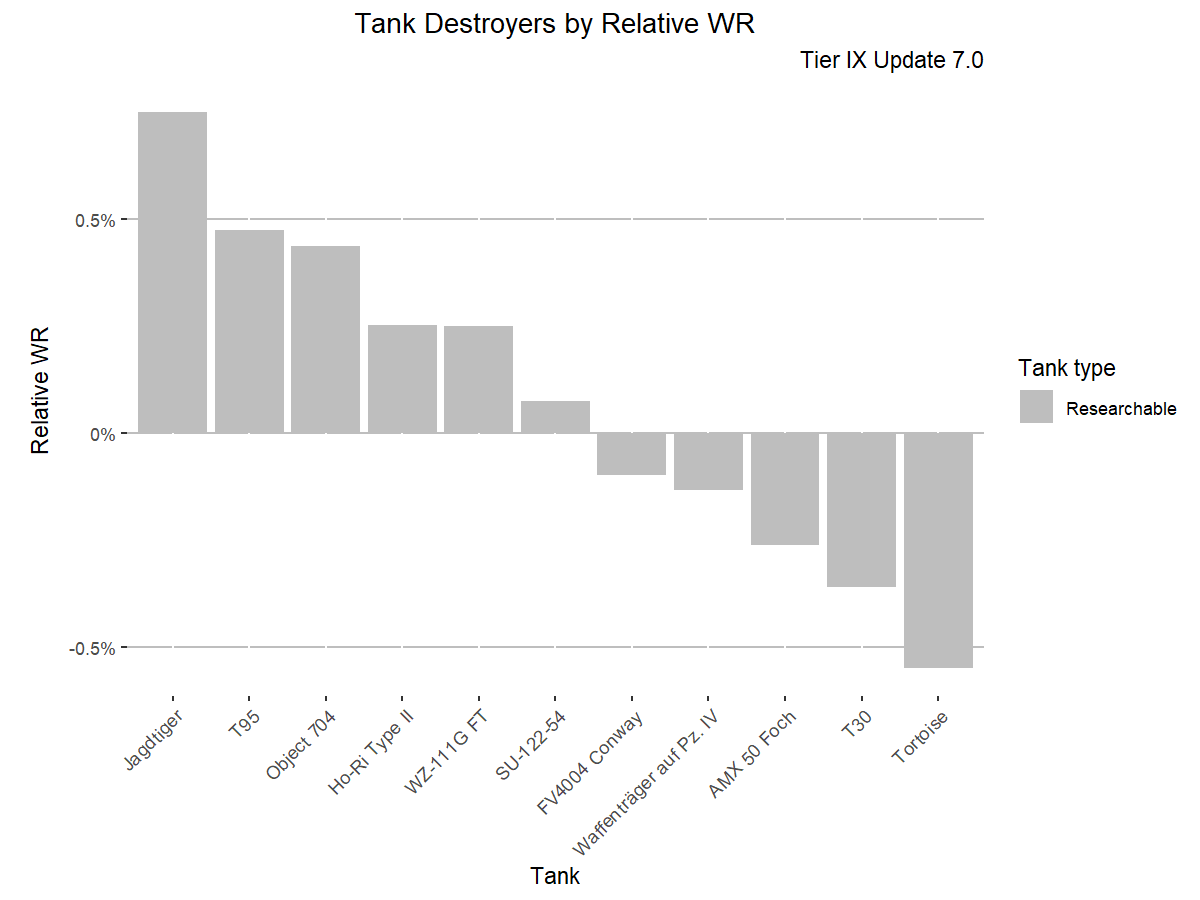 Tank Destroyers by Relative WR
Tier IX Update 7.0
Relative WR
0.5%
0%
-0.5%
Jagdtiger
T95
Object 704
Ho-Ri Type II
WZ-111G FT
SU-122-54
FV4004 Conway
Waffenträger auf Pz. IV
AMX 50 Foch
T30
Tortoise
Tank
Tank type
Researchable